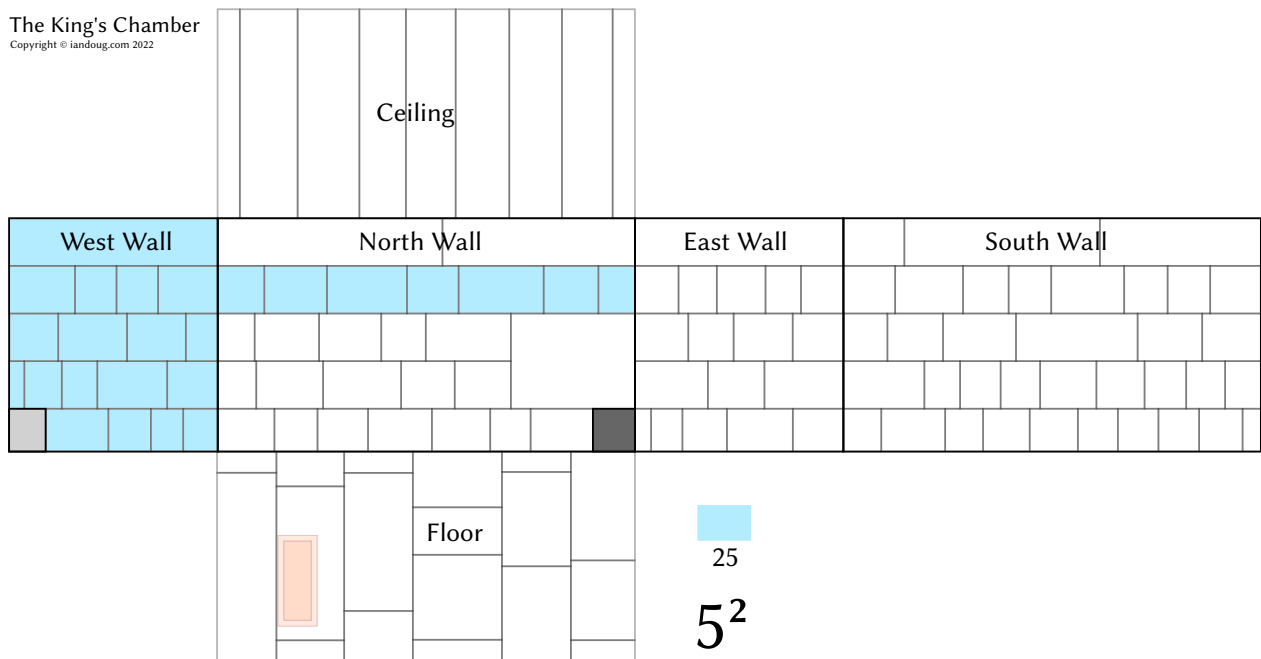 The King's Chamber
Copyright © iandoug.com 2022
Ceiling
West Wall
North Wall
East Wall
South Wall
Floor
25
5²